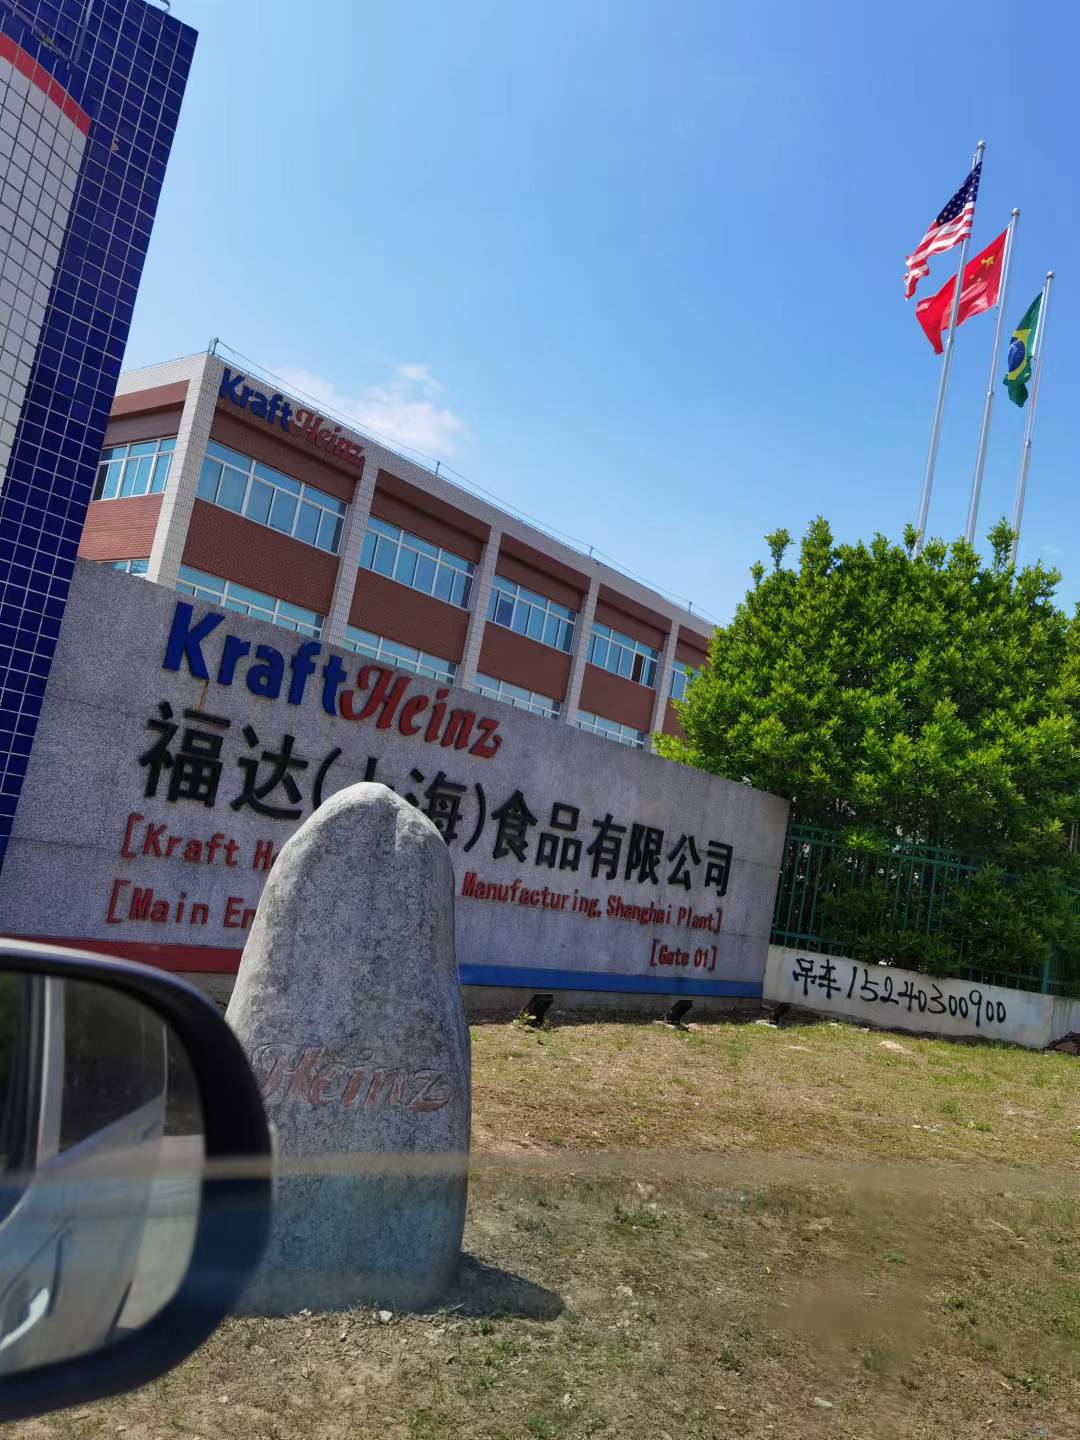 KraftHeinz
KraftHeinz
福达(上海)食品有限公司
[Kraft Manufacturing, Shanghai Plant]
[Main
[Gate 01]
吊车15240300900
Heinz